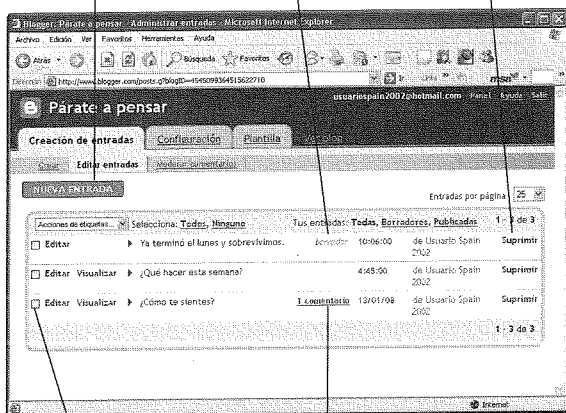 Blogger: Párate a pensar - Administrar entradas - Microsoft Internet Explorer
Archivo Edición Ver Favoritos Herramientas Ayuda
Atrás Búsqueda Favoritos
Dirección http://www.blogger.com/posts.g?blogID=4545099364515622710 Ir msn
usuariospain2002@hotmail.com Panel Ayuda Salir
Párate a pensar
Creación de entradas Configuración Plantilla Ver blog
Crear Editar entradas Moderar comentarios
NUEVA ENTRADA
Entradas por página 25
Acciones de etiquetas... Selecciona: Todos, Ninguno Tus entradas: Todas, Borradores, Publicadas 1 - 3 de 3
Editar Ya terminó el lunes y sobrevivimos. borrador 10:06:00 de Usuario Spain 2002 Suprimir
Editar Visualizar ¿Qué hacer esta semana? 4:45:00 de Usuario Spain 2002 Suprimir
Editar Visualizar ¿Cómo te sientes? 1 comentario 13/01/08 de Usuario Spain 2002 Suprimir
1 - 3 de 3
Internet